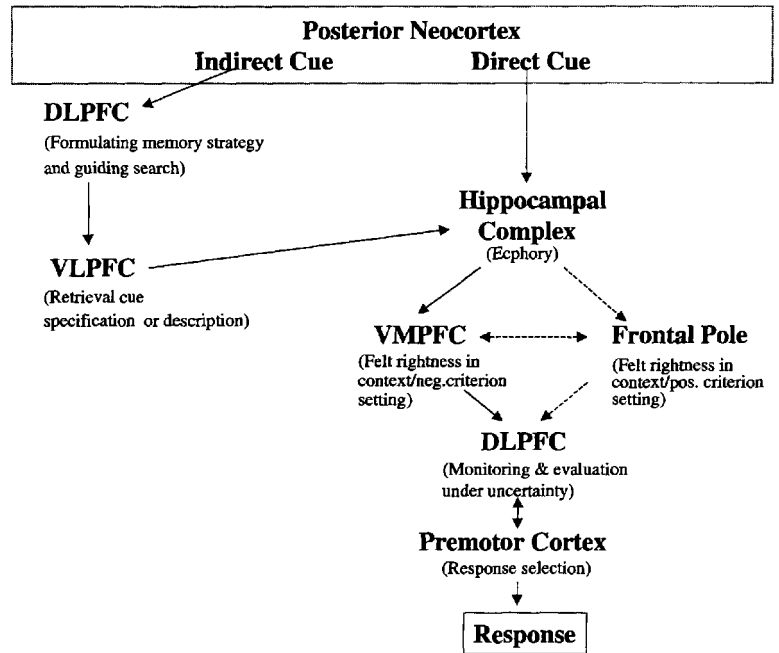 Posterior Neocortex
Indirect Cue
Direct Cue
DLPFC
(Formulating memory strategy
and guiding search)
VLPFC
(Retrieval cue
specification or description)
Hippocampal
Complex
(Ecphory)
VMPFC
(Felt rightness in
context/neg.criterion
setting)
Frontal Pole
(Felt rightness in
context/pos. criterion
setting)
DLPFC
(Monitoring & evaluation
under uncertainty)
Premotor Cortex
(Response selection)
Response